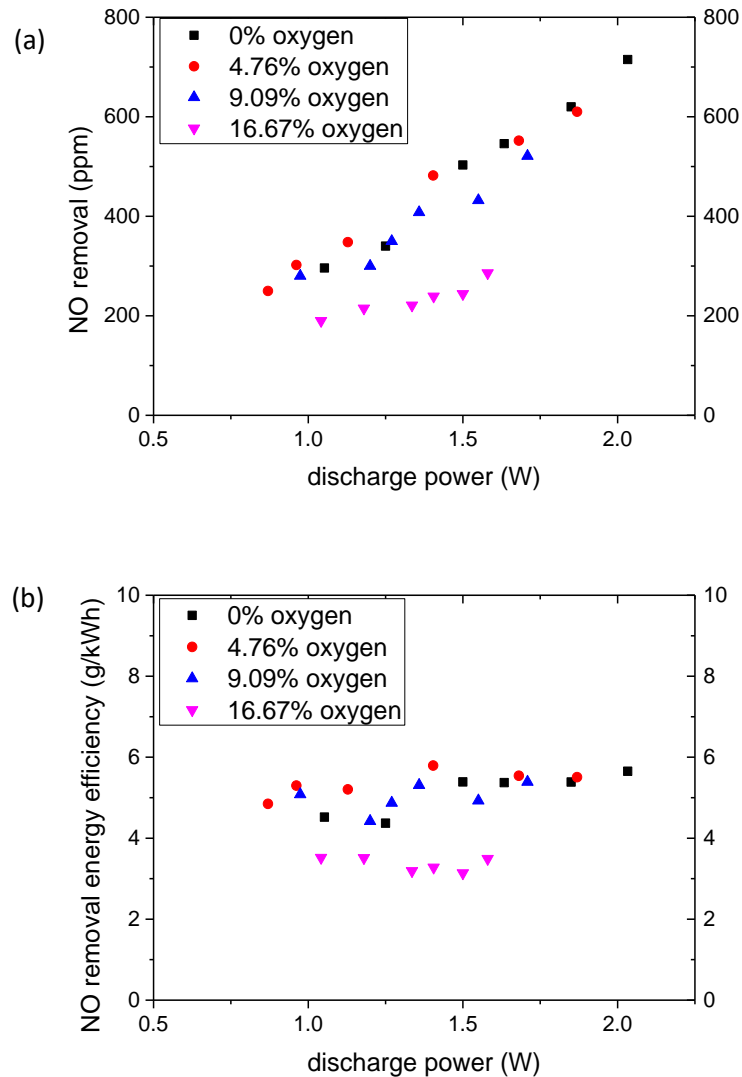 (a)
800
600
400
200
0
NO removal (ppm)
0% oxygen
4.76% oxygen
9.09% oxygen
16.67% oxygen
800
600
400
200
0
0.5 1.0 1.5 2.0
discharge power (W)
(b)
10
8
6
4
2
0
NO removal energy efficiency (g/kWh)
0% oxygen
4.76% oxygen
9.09% oxygen
16.67% oxygen
10
8
6
4
2
0
0.5 1.0 1.5 2.0
discharge power (W)